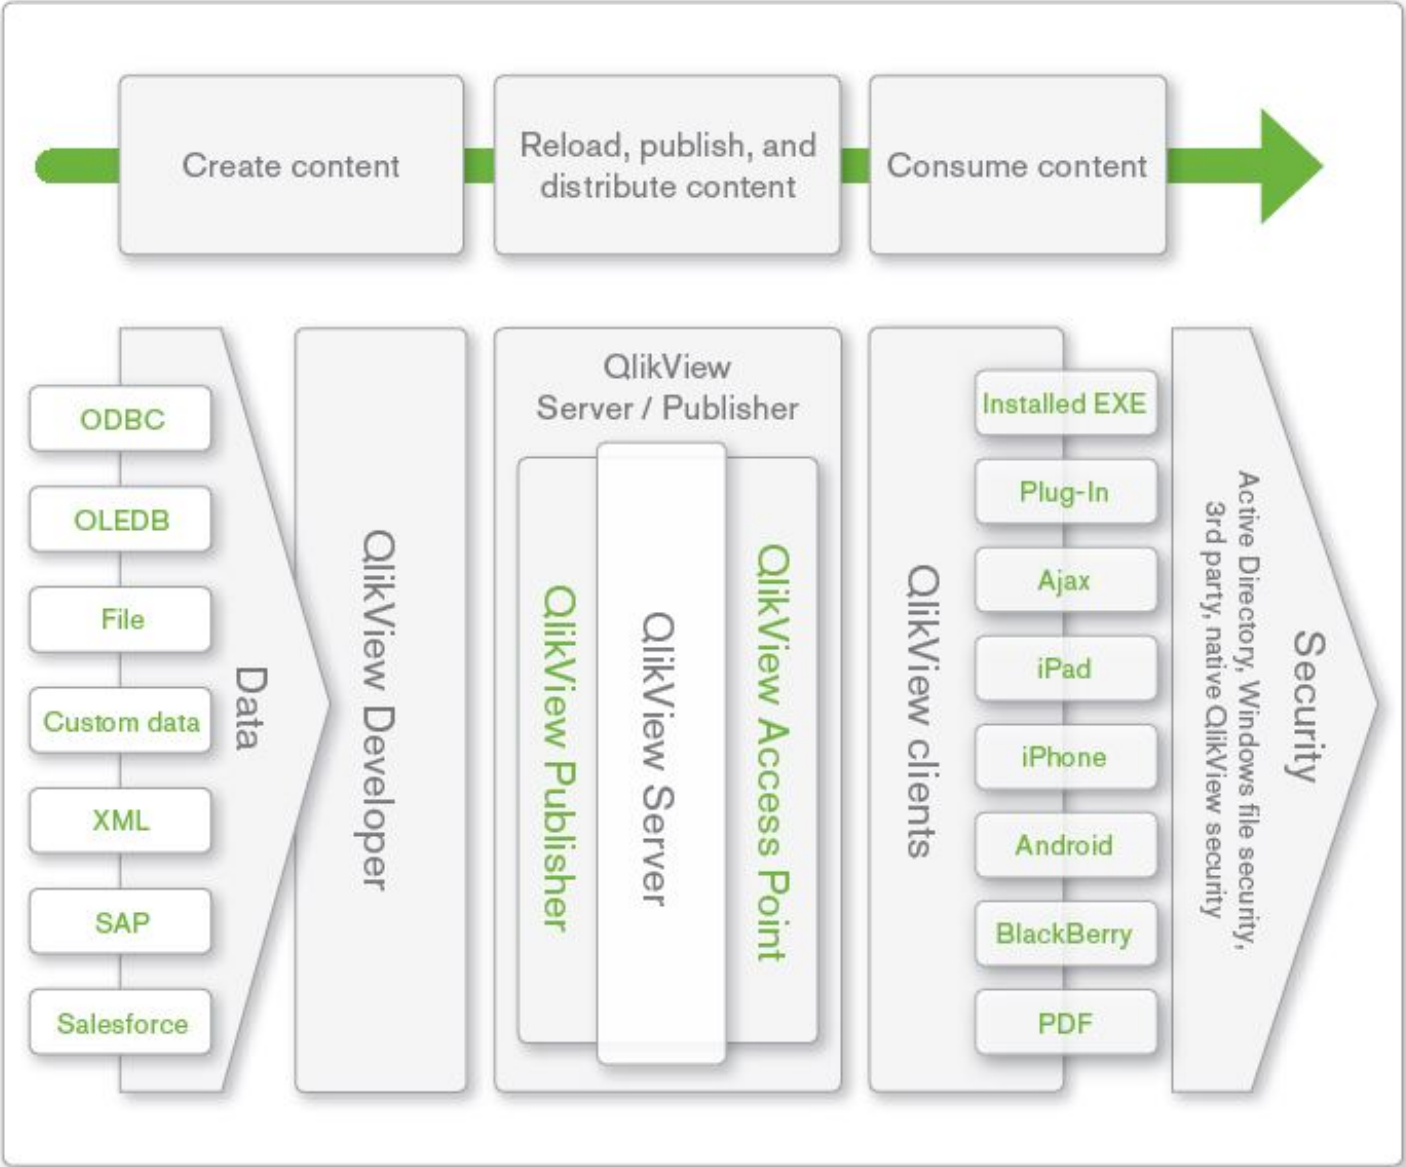 Create content
Reload, publish, and
distribute content
Consume content
ODBC
OLEDB
File
Custom data
XML
SAP
Salesforce
Data
QlikView Developer
QlikView
Server / Publisher
QlikView Publisher
QlikView Server
QlikView Access Point
QlikView clients
Installed EXE
Plug-In
Ajax
iPad
iPhone
Android
BlackBerry
PDF
Security
Active Directory, Windows file security,
3rd party, native QlikView security